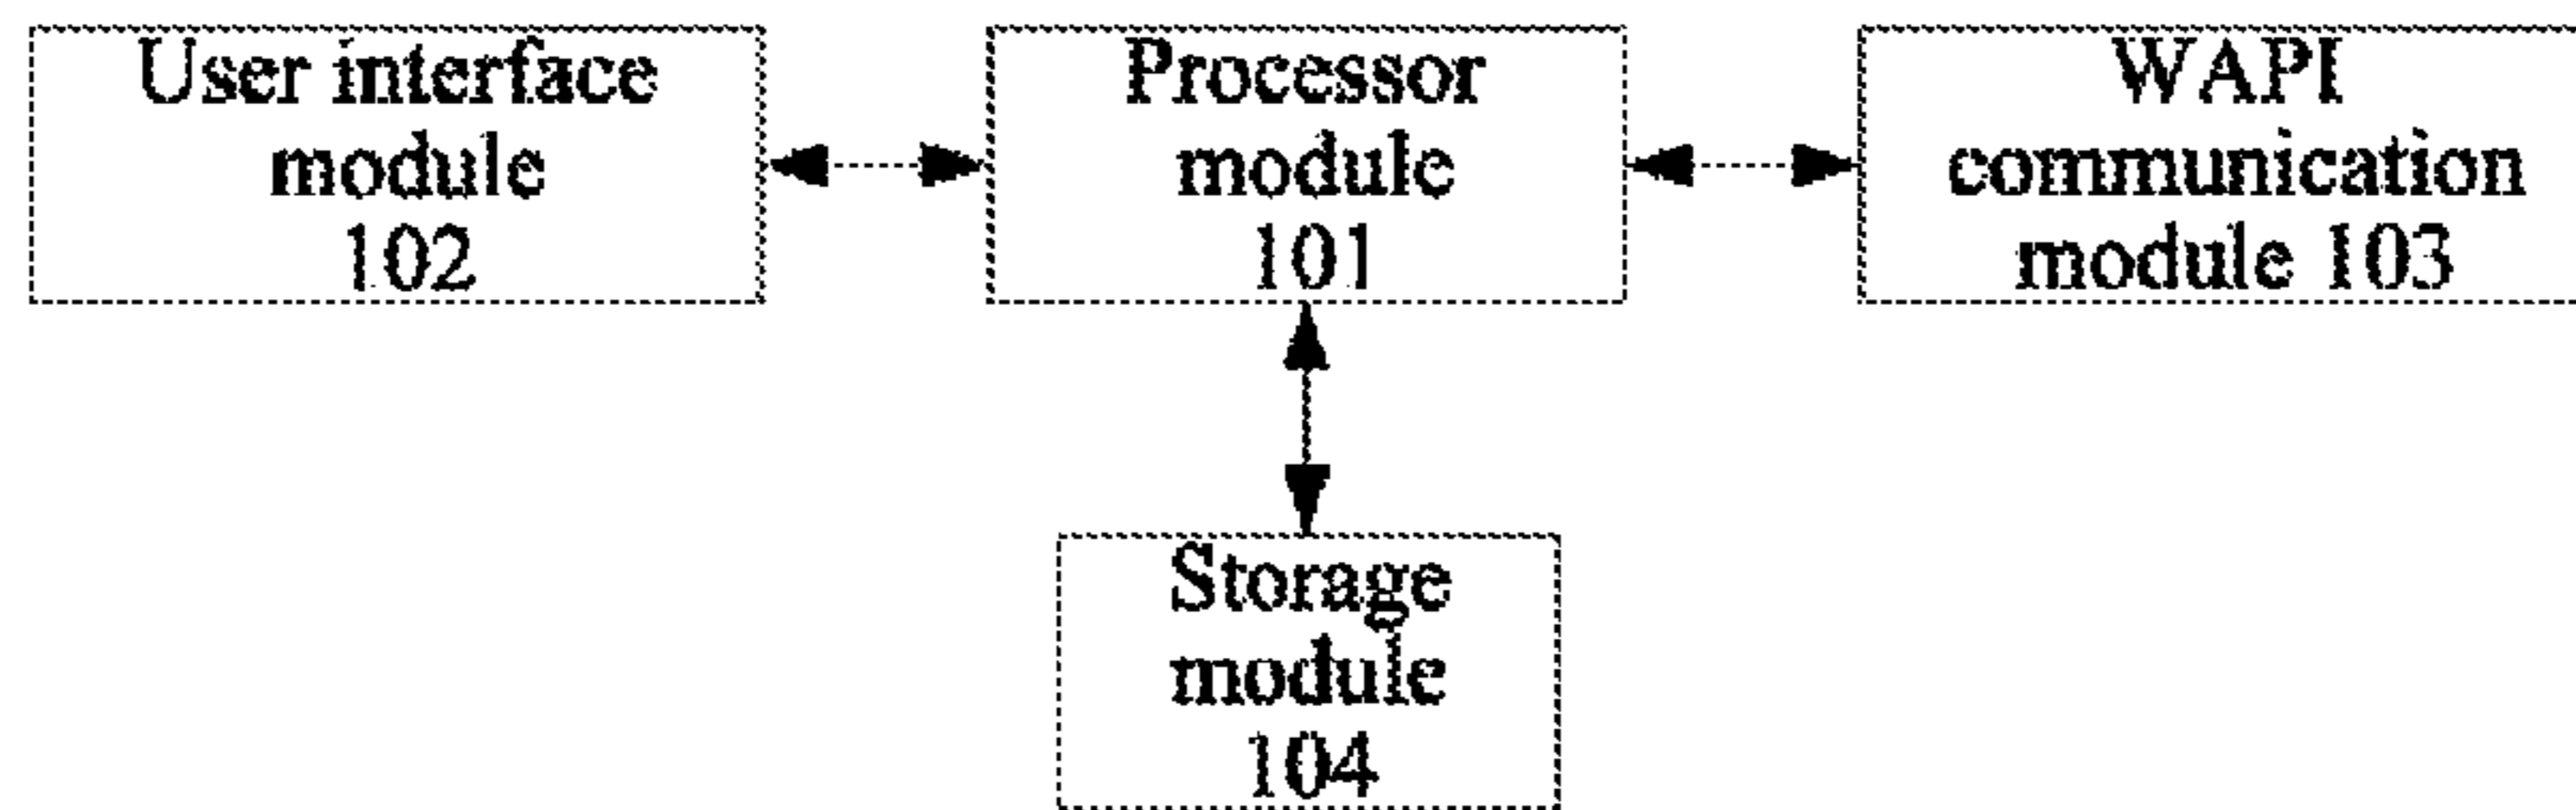 User interface
module
102
Processor
module
101
WAPI
communication
module 103
Storage
module
104